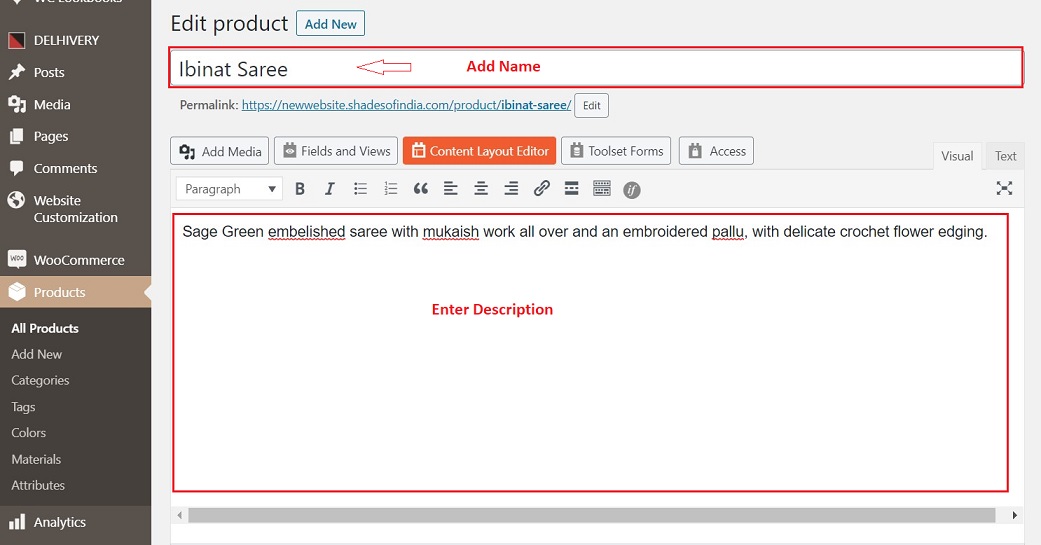 WC Lookbooks
DELHIVERY
Posts
Media
Pages
Comments
Website
Customization
WooCommerce
Products
All Products
Add New
Categories
Tags
Colors
Materials
Attributes
Analytics
Edit product Add New
Ibinat Saree Add Name
Permalink: https://newwebsite.shadesofindia.com/product/ibinat-saree/ Edit
Add Media Fields and Views Content Layout Editor Toolset Forms Access Visual Text
Paragraph B I if
Sage Green embelished saree with mukaish work all over and an embroidered pallu, with delicate crochet flower edging.
Enter Description